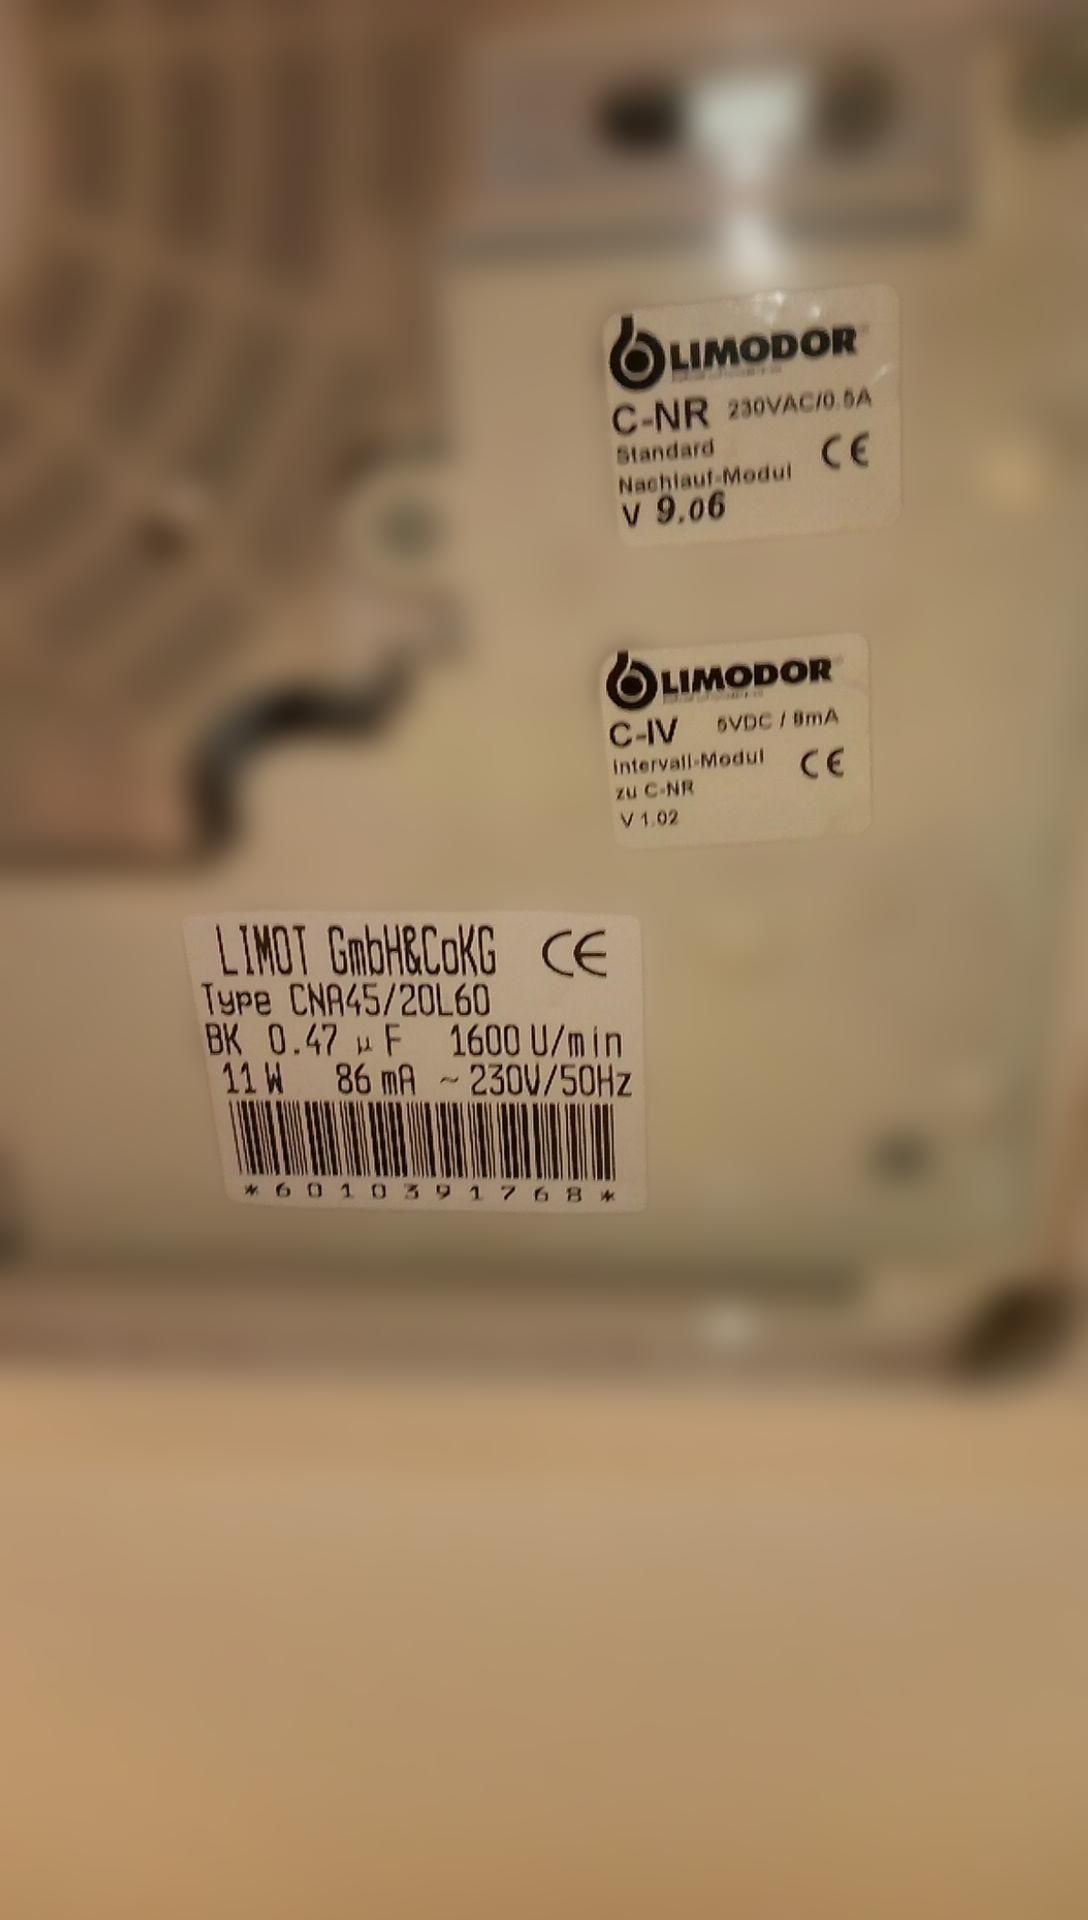 LIMODOR
C-NR 230VAC/0.5A
Standard
Nachlauf-Modul
CE
V 9.06
LIMODOR
C-IV 5VDC / 8mA
Intervall-Modul
CE
zu C-NR
V 1.02
LIMOT GmbH&CoKG CE
Type CNA45/20L60
BK 0.47 µF 1600 U/min
11 W 86 mA ~ 230V/50Hz
*6010391768*